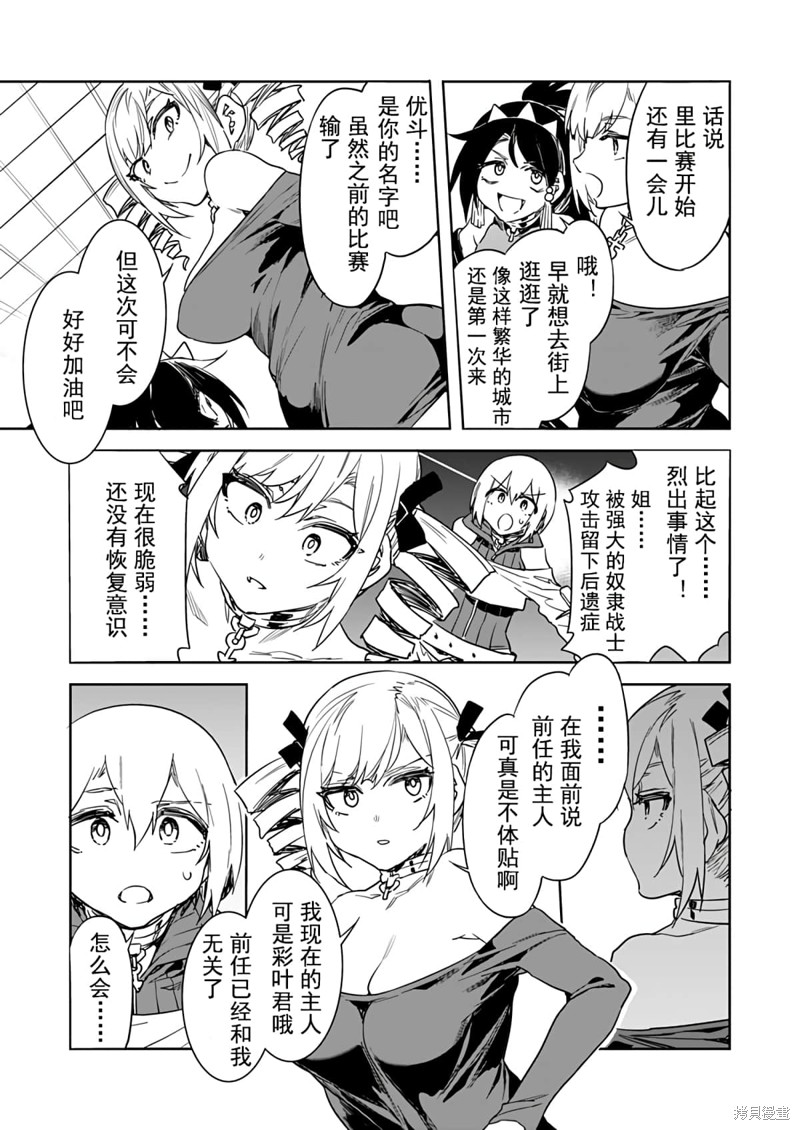 话说
里比赛开始
还有一会儿
哦！
早就想去街上
逛逛了
像这样繁华的城市
还是第一次来
优斗……
是你的名字吧
虽然之前的比赛
输了
但这次可不会
好好加油吧
比起这个……
烈出事情了！
姐……
被强大的奴隶战士
攻击留下后遗症
现在很脆弱……
还没有恢复意识
……
在我面前说
前任的主人
可真是不体贴啊
我现在的主人
可是彩叶君哦
前任已经和我
无关了
怎么会……
拷贝漫畫